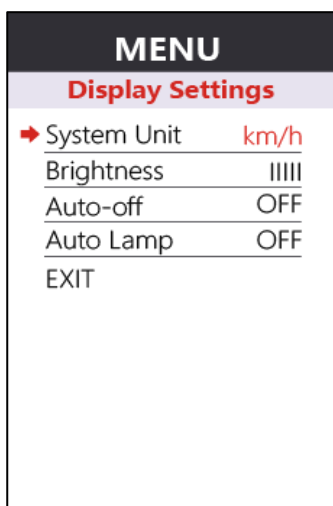 MENU
Display Settings
System Unit km/h
Brightness IIIII
Auto-off OFF
Auto Lamp OFF
EXIT